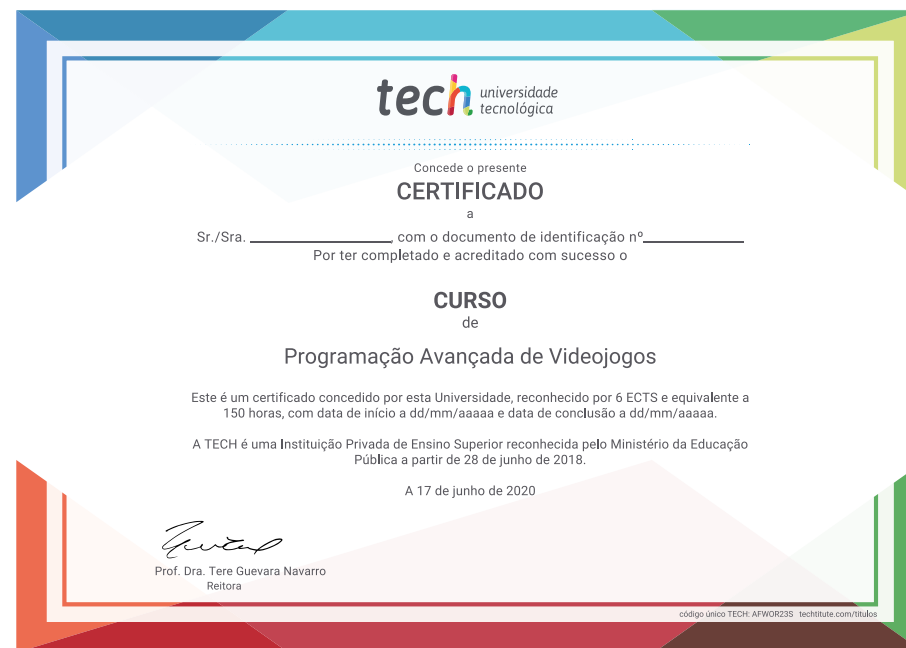 tech universidade
tecnológica
Concede o presente
CERTIFICADO
a
Sr./Sra. , com o documento de identificação nº
Por ter completado e acreditado com sucesso o
CURSO
de
Programação Avançada de Videojogos
Este é um certificado concedido por esta Universidade, reconhecido por 6 ECTS e equivalente a
150 horas, com data de início a dd/mm/aaaaa e data de conclusão a dd/mm/aaaaa.
A TECH é uma Instituição Privada de Ensino Superior reconhecida pelo Ministério da Educação
Pública a partir de 28 de junho de 2018.
A 17 de junho de 2020
Prof. Dra. Tere Guevara Navarro
Reitora
código único TECH: AFWOR23S techtitute.com/titulos